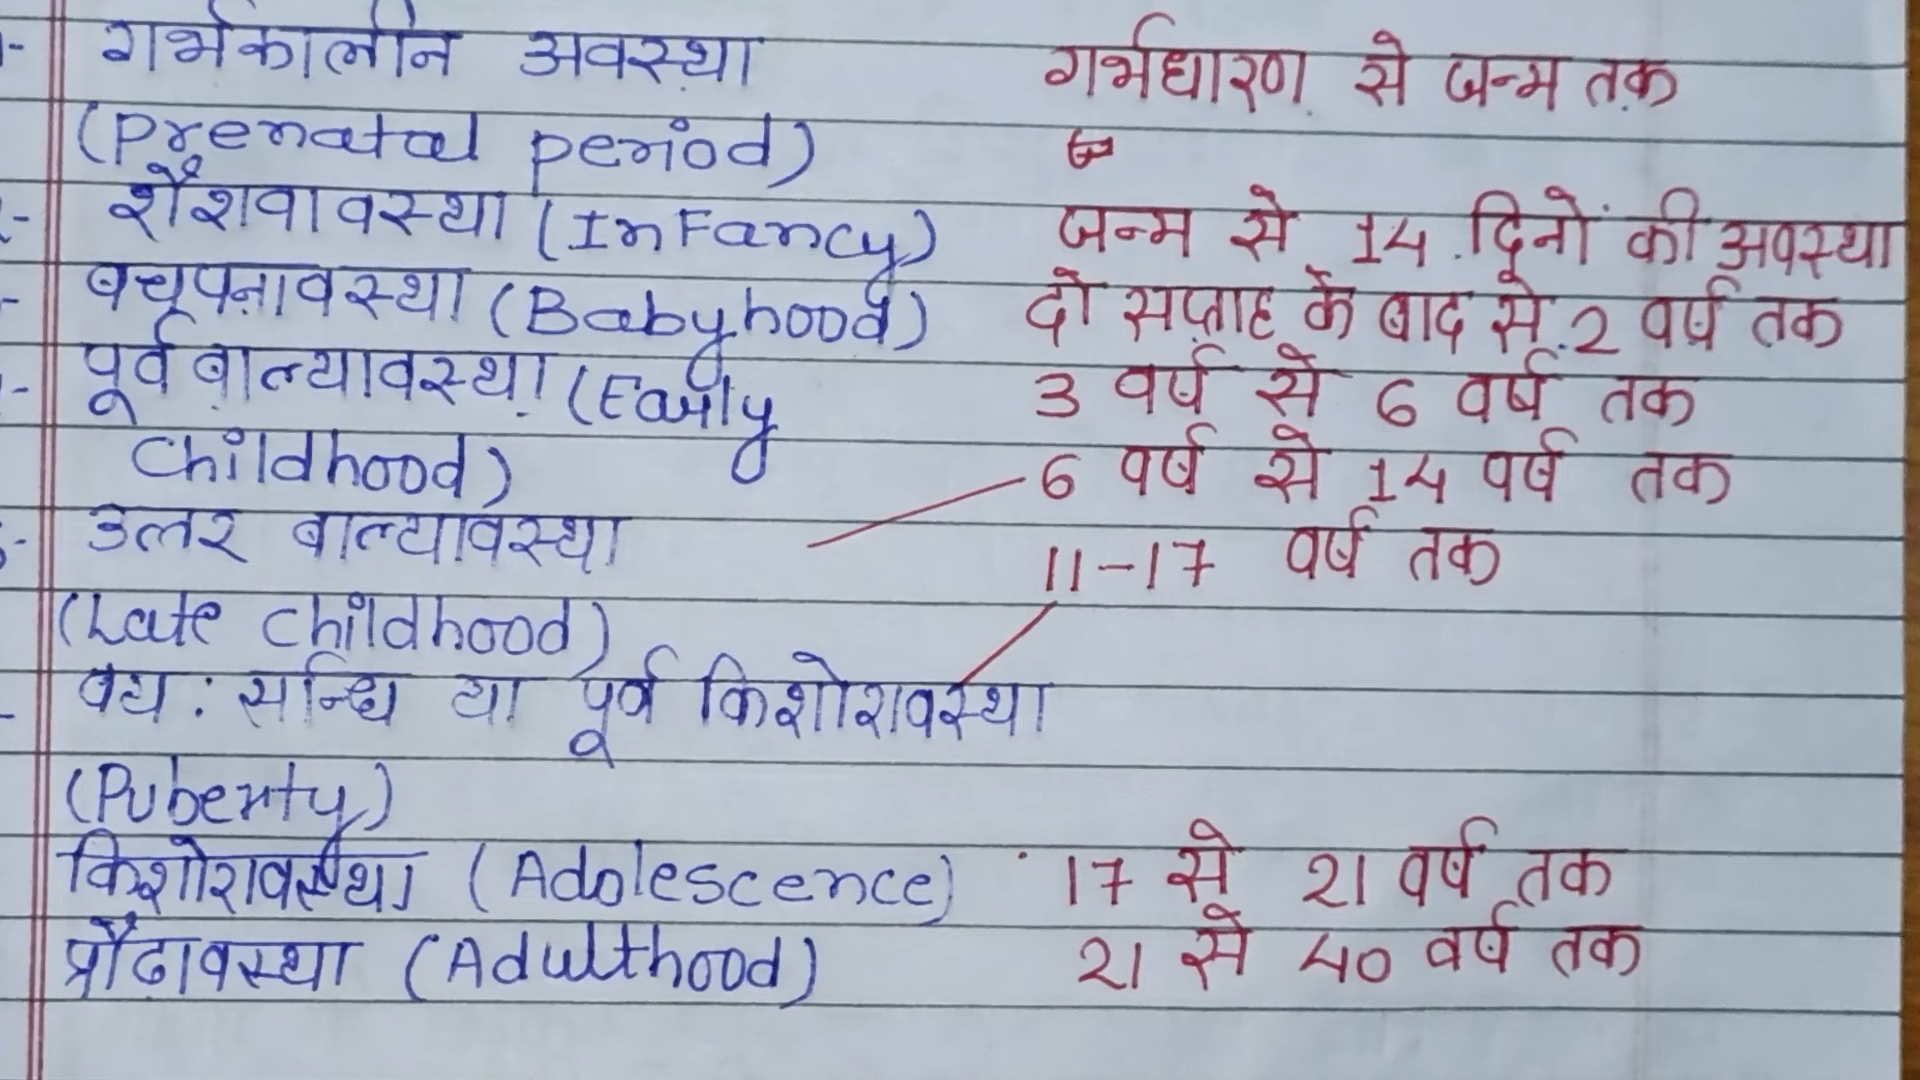 गर्भकालीन अवस्था गर्भधारण से जन्म तक
(Prenatal period)
शैशवावस्था (InFancy) जन्म से 14 दिनों की अवस्था
बचपनावस्था (Babyhood) दो सप्ताह के बाद से 2 वर्ष तक
पूर्व बाल्यावस्था (Early 3 वर्ष से 6 वर्ष तक
Childhood) 6 वर्ष से 14 वर्ष तक
उत्तर बाल्यावस्था 11-17 वर्ष तक
(Late Childhood)
वय: सन्धि या पूर्व किशोरावस्था
(Puberty)
किशोरावस्था (Adolescence) 17 से 21 वर्ष तक
प्रौढावस्था (Adulthood) 21 से 40 वर्ष तक